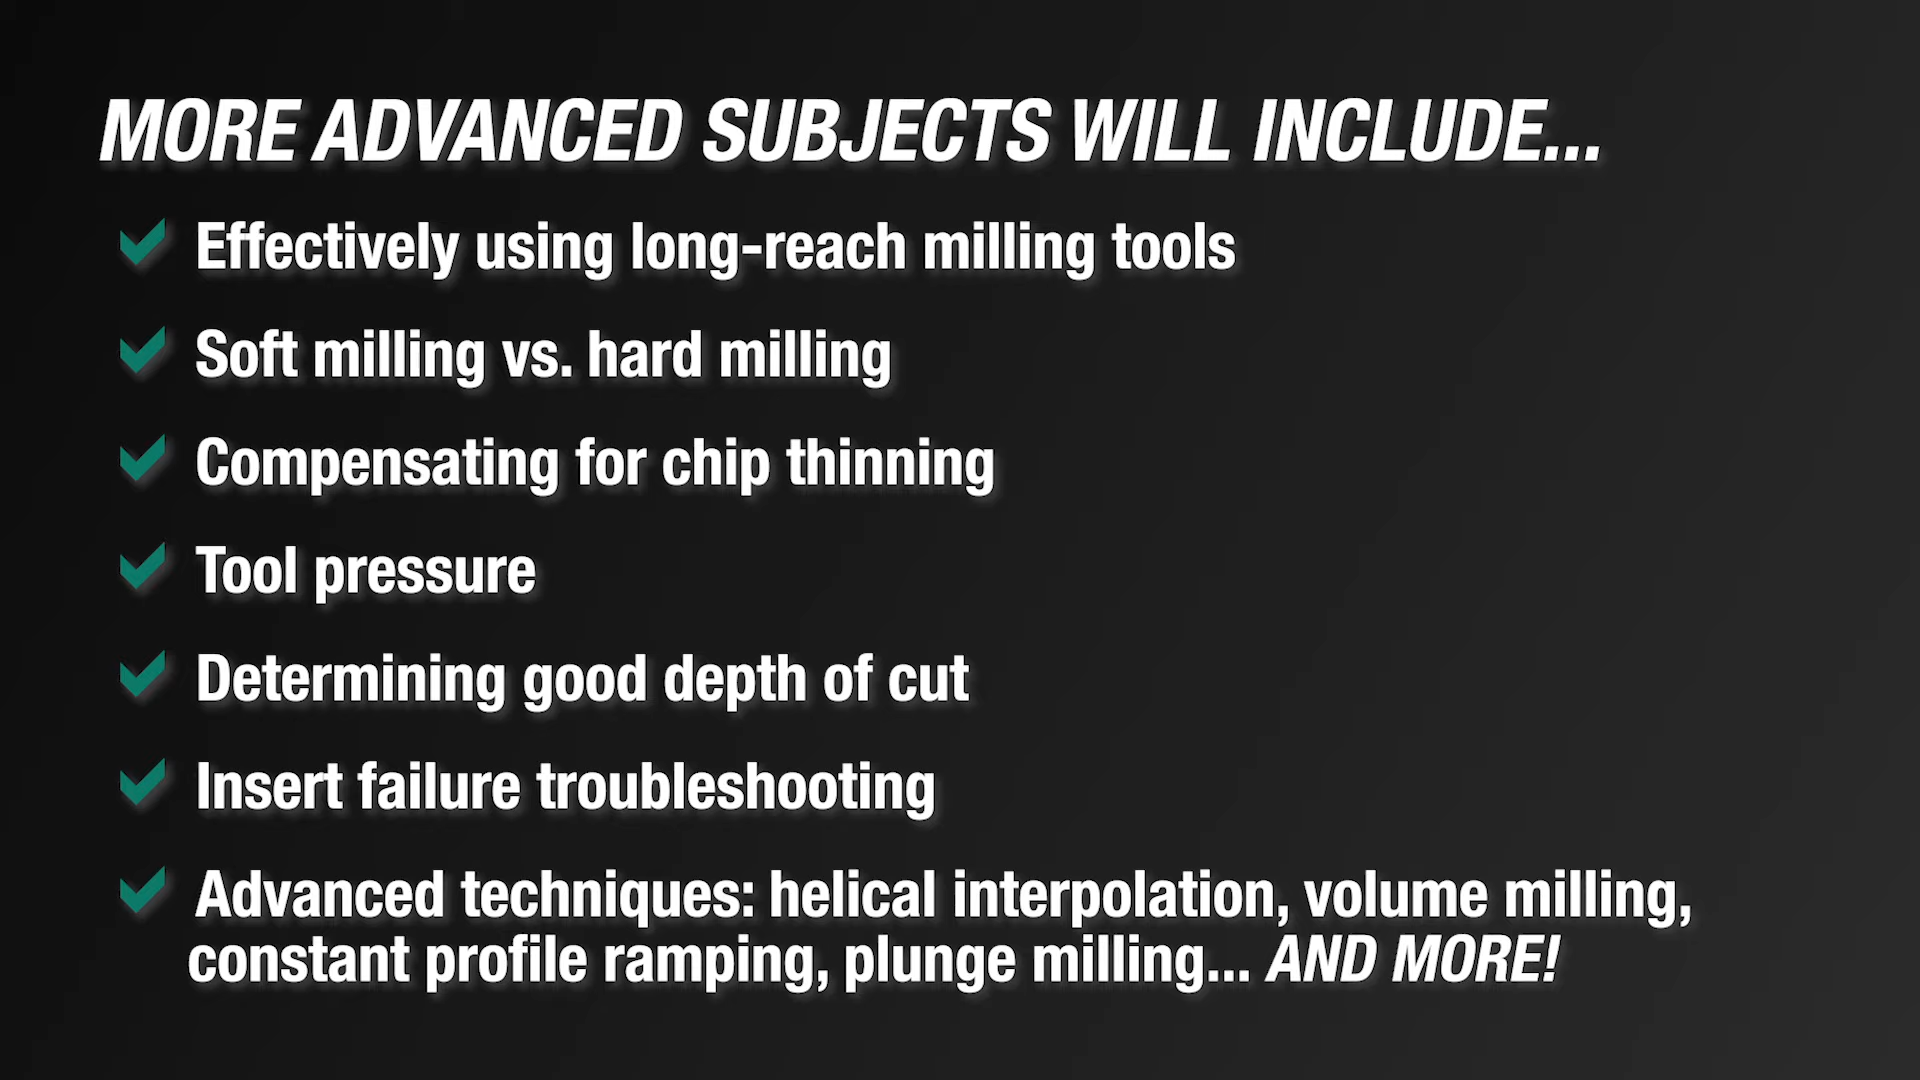 MORE ADVANCED SUBJECTS WILL INCLUDE...
Effectively using long-reach milling tools
Soft milling vs. hard milling
Compensating for chip thinning
Tool pressure
Determining good depth of cut
Insert failure troubleshooting
Advanced techniques: helical interpolation, volume milling,
constant profile ramping, plunge milling... AND MORE!